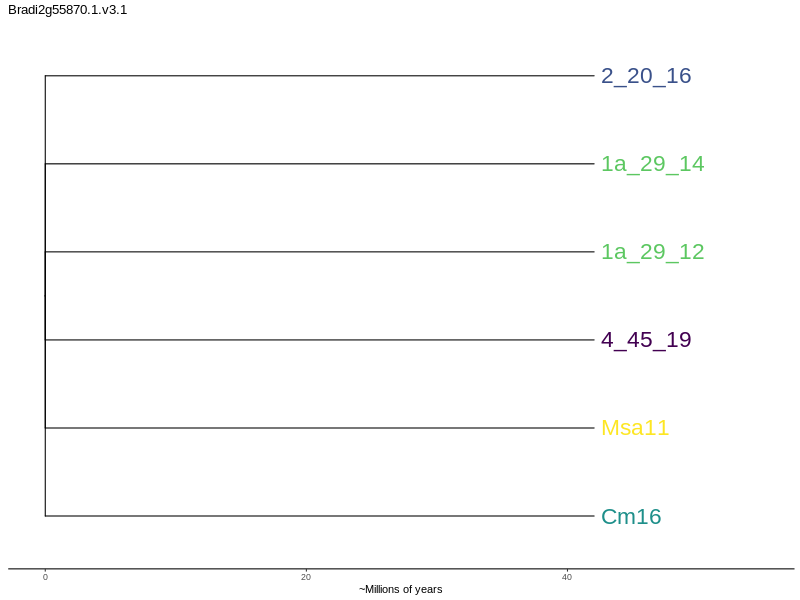 Bradi2g55870.1.v3.1
2_20_16
1a_29_14
1a_29_12
4_45_19
Msa11
Cm16
0 20 40
~Millions of years